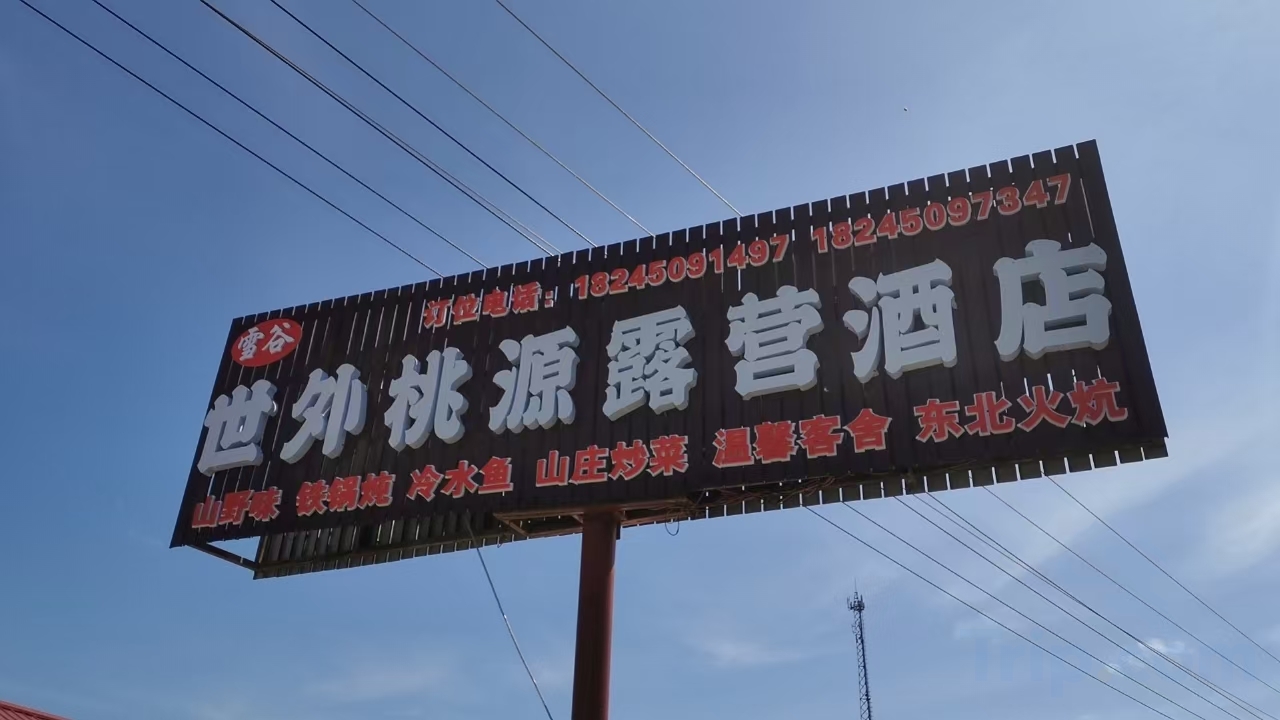 订位电话：18245091497 18245097347
雪谷
世外桃源露营酒店
山野味 铁锅炖 冷水鱼 山庄炒菜 温馨客舍 东北火炕